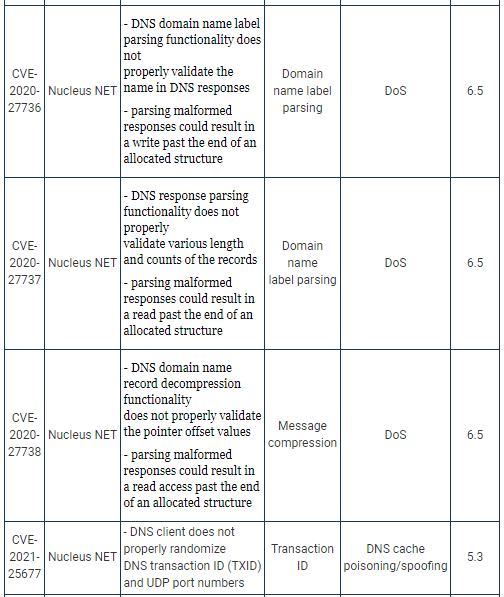 CVE-
2020-
27736
Nucleus NET
- DNS domain name label
parsing functionality does
not
properly validate the
name in DNS responses
- parsing malformed
responses could result in
a write past the end of an
allocated structure
Domain
name label
parsing
DoS
6.5
CVE-
2020-
27737
Nucleus NET
- DNS response parsing
functionality does not
properly
validate various length
and counts of the records
- parsing malformed
responses could result in
a read past the end of an
allocated structure
Domain
name
label parsing
DoS
6.5
CVE-
2020-
27738
Nucleus NET
- DNS domain name
record decompression
functionality
does not properly validate
the pointer offset values
- parsing malformed
responses could result in
a read access past the end
of an allocated structure
Message
compression
DoS
6.5
CVE-
2021-
25677
Nucleus NET
- DNS client does not
properly randomize
DNS transaction ID (TXID)
and UDP port numbers
Transaction
ID
DNS cache
poisoning/spoofing
5.3